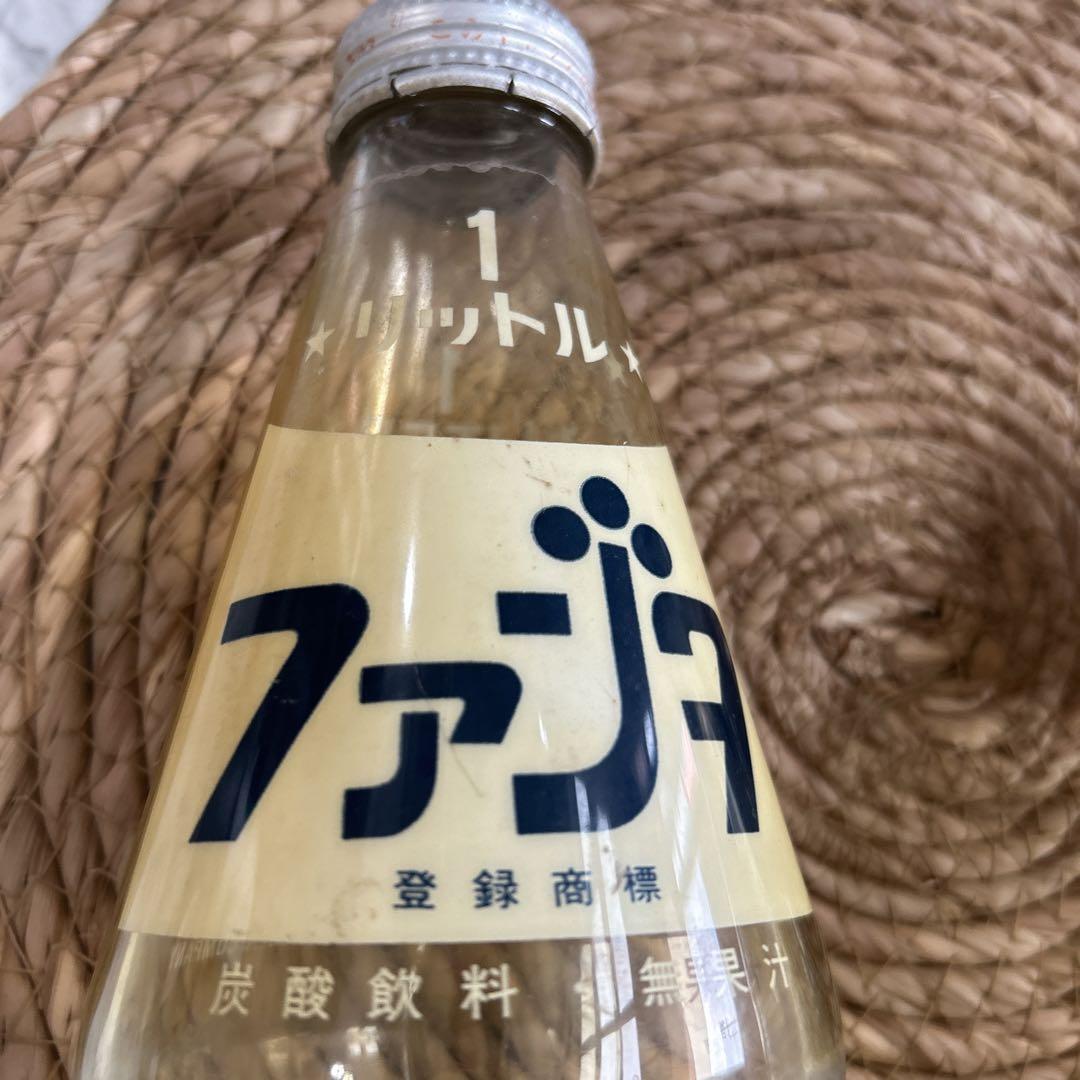 1
リットル
ファンタ
登録商標
炭酸飲料 無果汁